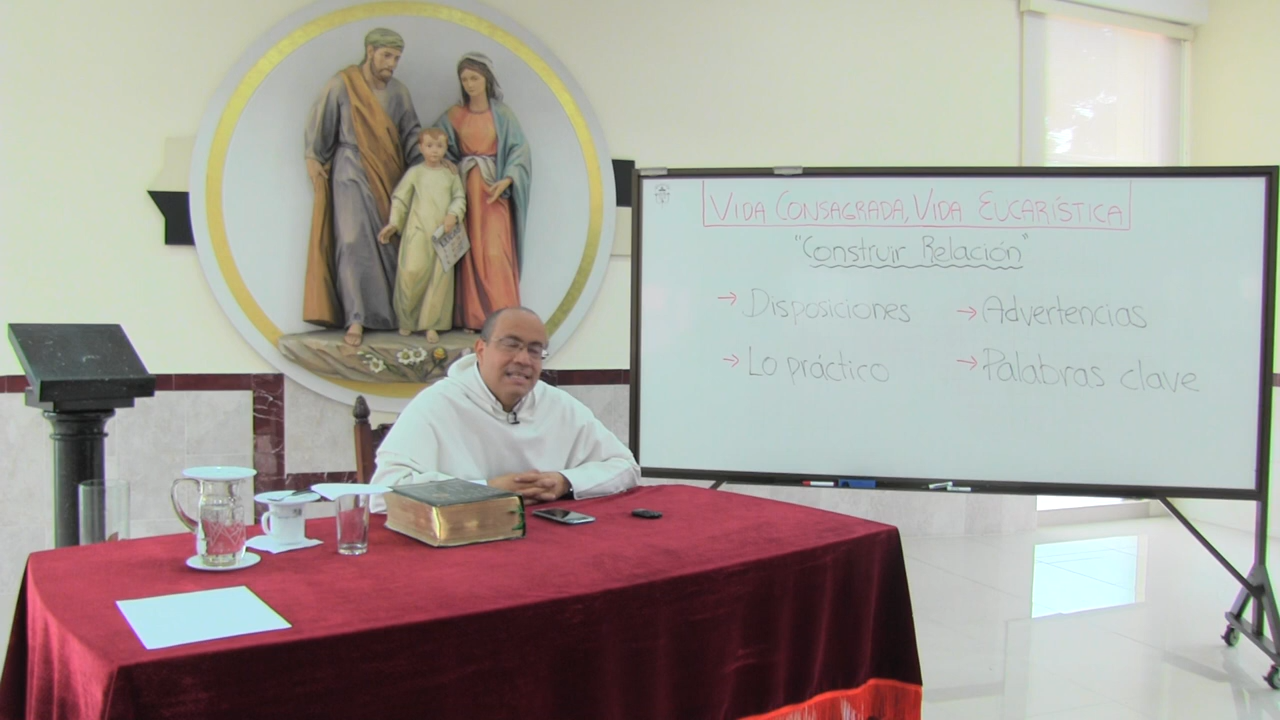 VIDA CONSAGRADA, VIDA EUCARÍSTICA
"Construir Relación"
→ Disposiciones → Advertencias
→ Lo práctico → Palabras clave